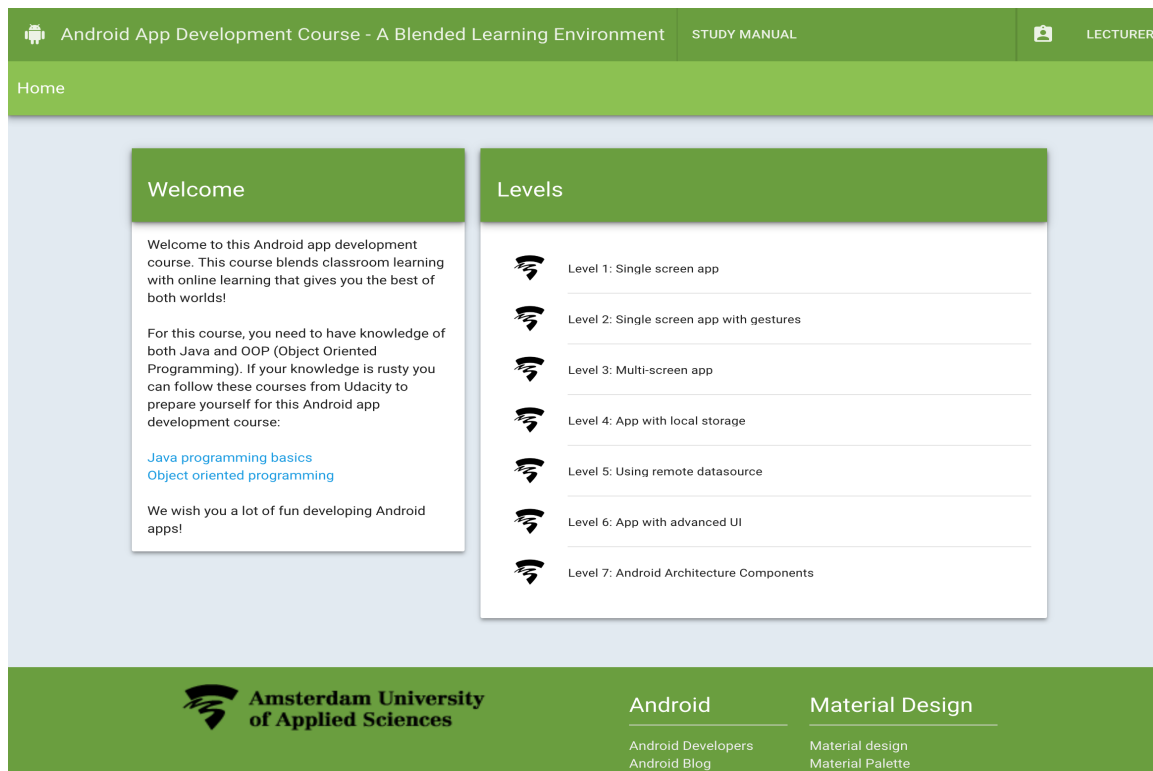 Android App Development Course - A Blended Learning Environment
STUDY MANUAL
LECTURER
Home
Welcome
Welcome to this Android app development
course. This course blends classroom learning
with online learning that gives you the best of
both worlds!
For this course, you need to have knowledge of
both Java and OOP (Object Oriented
Programming). If your knowledge is rusty you
can follow these courses from Udacity to
prepare yourself for this Android app
development course:
Java programming basics
Object oriented programming
We wish you a lot of fun developing Android
apps!
Levels
Level 1: Single screen app
Level 2: Single screen app with gestures
Level 3: Multi-screen app
Level 4: App with local storage
Level 5: Using remote datasource
Level 6: App with advanced UI
Level 7: Android Architecture Components
Amsterdam University
of Applied Sciences
Android
Android Developers
Android Blog
Material Design
Material design
Material Palette